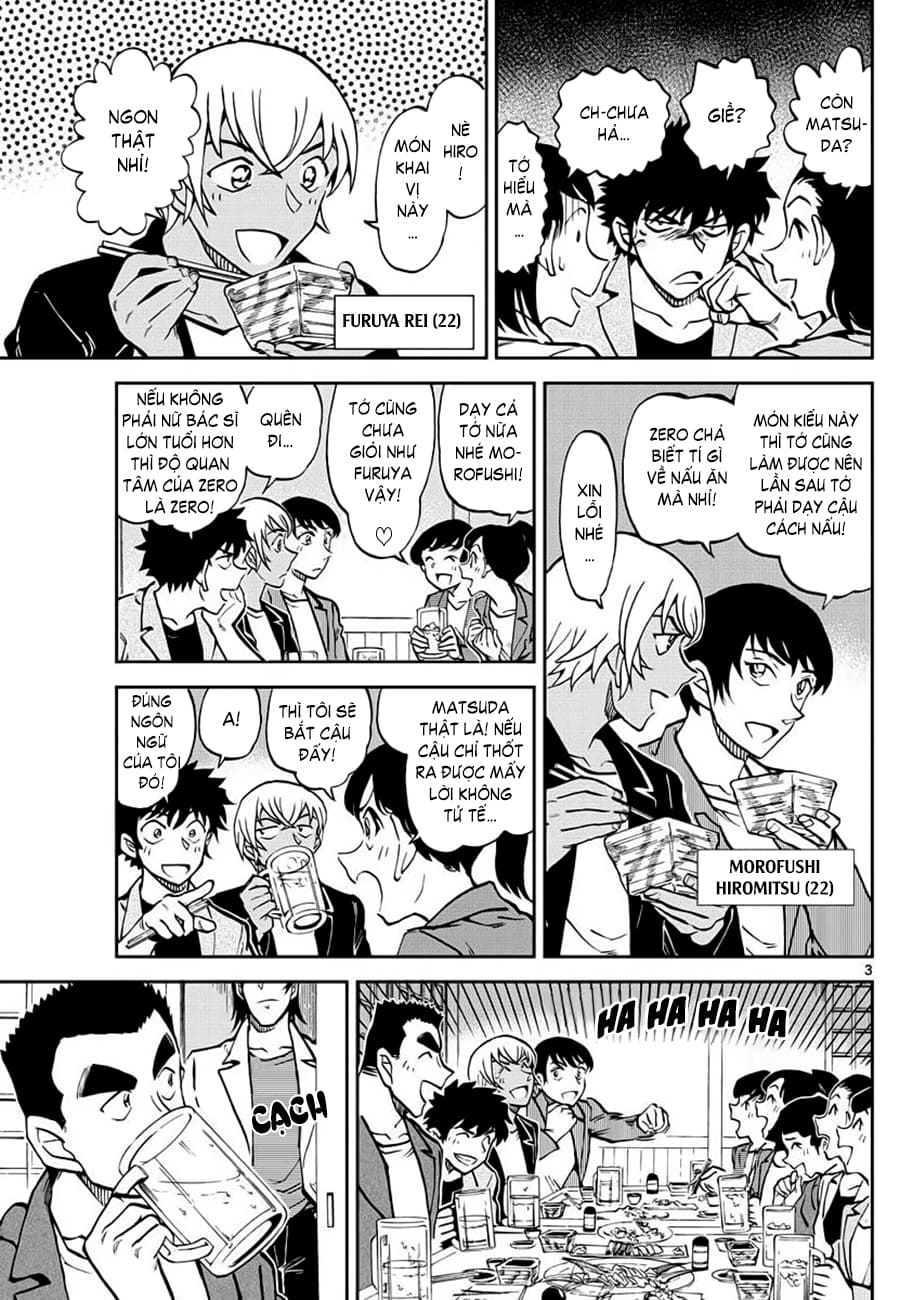 CÒN
MATSU-
DA?
GIỀ?
CH-CHƯA
HẢ...
TỚ
HIỂU
MÀ
...
NÈ
HIRO
!
MÓN
KHAI
VỊ
NÀY
...
NGON
THẬT
NHỈ!
FURUYA REI (22)
MÓN KIỂU NÀY
THÌ TỚ CŨNG
LÀM ĐƯỢC NÊN
LẦN SAU TỚ
PHẢI DẠY CẬU
CÁCH NẤU!
ZERO CHẢ
BIẾT TÍ GÌ
VỀ NẤU ĂN
MÀ NHỈ!
XIN
LỖI
NHÉ
...
MOROFUSHI
HIROMITSU (22)
DẠY CẢ
TỚ NỮA
NHÉ MO-
ROFUSHI!
TỚ CŨNG
CHƯA
GIỎI NHƯ
FURUYA
VẬY!
♡
QUÊN
ĐI...
NẾU KHÔNG
PHẢI NỮ BÁC SĨ
LỚN TUỔI HƠN
THÌ ĐỘ QUAN
TÂM CỦA ZERO
LÀ ZERO!
MATSUDA
THẬT LÀ! NẾU
CẬU CHỈ THỐT
RA ĐƯỢC MẤY
LỜI KHÔNG
TỬ TẾ...
THÌ TÔI SẼ
BẮT CẬU
ĐẤY!
A!
ĐÚNG
NGÔN
NGỮ
CỦA TÔI
ĐÓ!
3
HA HA HA HA
CẠCH